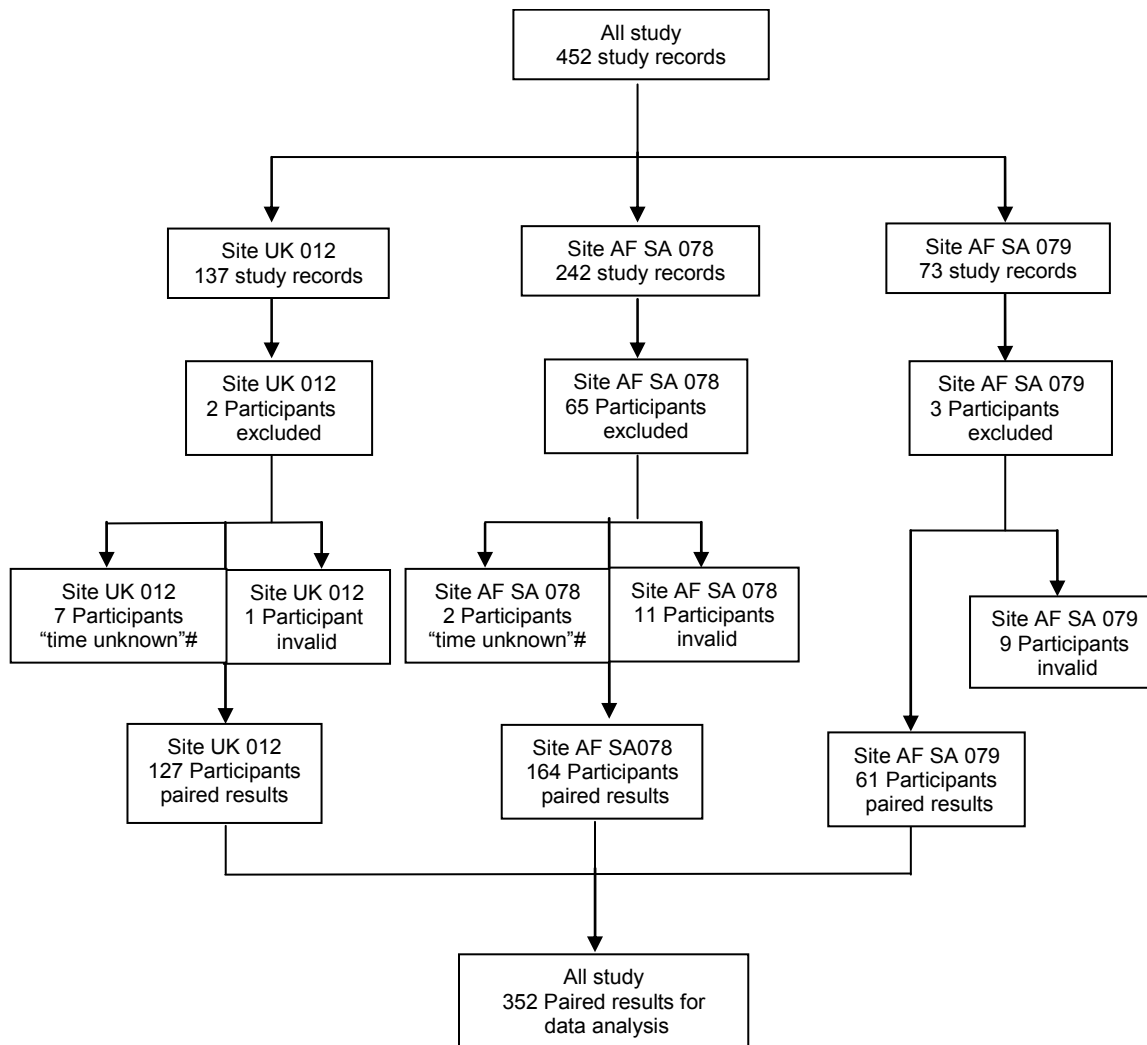 All study
452 study records
Site UK 012
137 study records
Site AF SA 078
242 study records
Site AF SA 079
73 study records
Site UK 012
2 Participants
excluded
Site AF SA 078
65 Participants
excluded
Site AF SA 079
3 Participants
excluded
Site UK 012
7 Participants
“time unknown”#
Site UK 012
1 Participant
invalid
Site AF SA 078
2 Participants
“time unknown”#
Site AF SA 078
11 Participants
invalid
Site AF SA 079
9 Participants
invalid
Site UK 012
127 Participants
paired results
Site AF SA078
164 Participants
paired results
Site AF SA 079
61 Participants
paired results
All study
352 Paired results for
data analysis